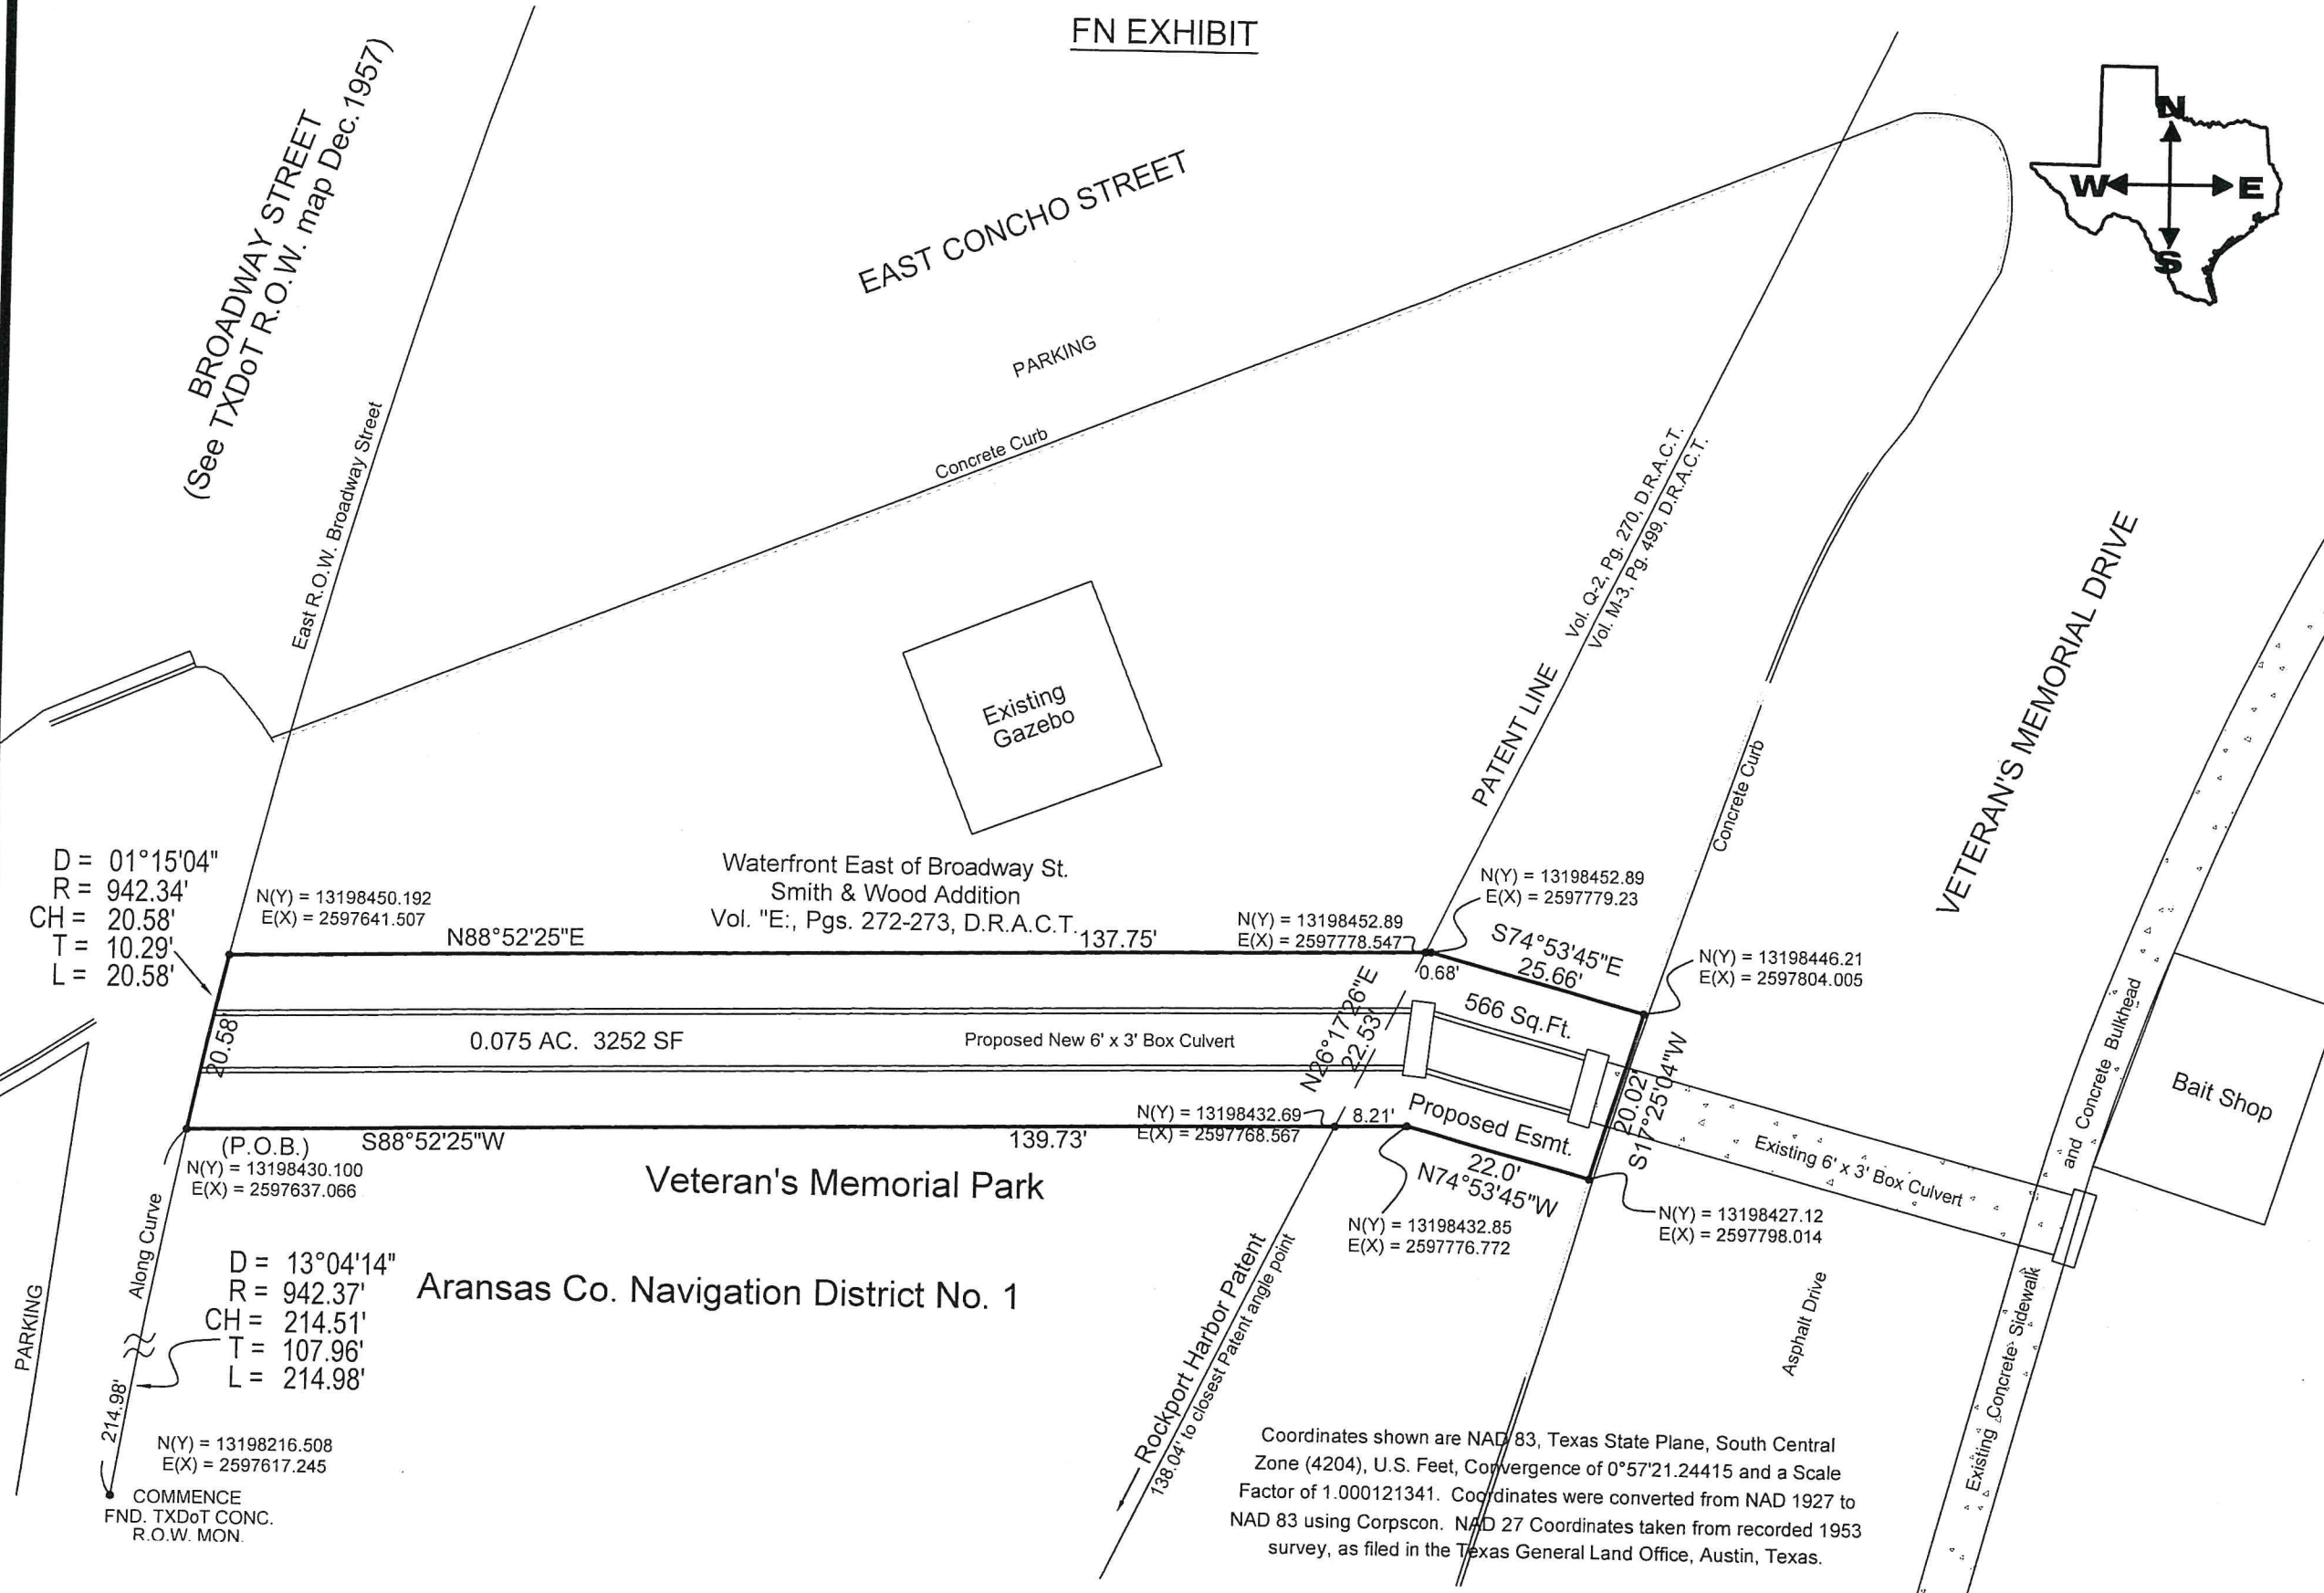 FN EXHIBIT
BROADWAY STREET
(See TXDoT R.O.W. map Dec. 1957)
East R.O.W. Broadway Street
EAST CONCHO STREET
PARKING
Concrete Curb
N
W
E
S
Existing
Gazebo
PATENT LINE
Vol. Q-2, Pg. 270, D.R.A.C.T.
Vol. M-3, Pg. 499, D.R.A.C.T.
Concrete Curb
VETERAN'S MEMORIAL DRIVE
D = 01°15'04"
R = 942.34'
CH = 20.58'
T = 10.29'
L = 20.58'
N(Y) = 13198450.192
E(X) = 2597641.507
Waterfront East of Broadway St.
Smith & Wood Addition
Vol. "E:, Pgs. 272-273, D.R.A.C.T.
N88°52'25"E
137.75'
N(Y) = 13198452.89
E(X) = 2597778.547
N(Y) = 13198452.89
E(X) = 2597779.23
S74°53'45"E
25.66'
N(Y) = 13198446.21
E(X) = 2597804.005
0.68'
N26°17'26"E
22.53'
566 Sq.Ft.
20.58'
0.075 AC. 3252 SF
Proposed New 6' x 3' Box Culvert
20.02'
S17°25'04"W
Proposed Esmt.
N(Y) = 13198432.69
E(X) = 2597768.567
8.21'
22.0'
N74°53'45"W
(P.O.B.)
S88°52'25"W
139.73'
N(Y) = 13198430.100
E(X) = 2597637.066
Veteran's Memorial Park
N(Y) = 13198432.85
E(X) = 2597776.772
N(Y) = 13198427.12
E(X) = 2597798.014
Existing 6' x 3' Box Culvert
and Concrete Bulkhead
Bait Shop
Along Curve
D = 13°04'14"
R = 942.37'
CH = 214.51'
T = 107.96'
L = 214.98'
Aransas Co. Navigation District No. 1
PARKING
214.98'
N(Y) = 13198216.508
E(X) = 2597617.245
COMMENCE
FND. TXDoT CONC.
R.O.W. MON.
Rockport Harbor Patent
138.04' to closest Patent angle point
Asphalt Drive
Existing Concrete Sidewalk
Coordinates shown are NAD 83, Texas State Plane, South Central
Zone (4204), U.S. Feet, Convergence of 0°57'21.24415 and a Scale
Factor of 1.000121341. Coordinates were converted from NAD 1927 to
NAD 83 using Corpscon. NAD 27 Coordinates taken from recorded 1953
survey, as filed in the Texas General Land Office, Austin, Texas.